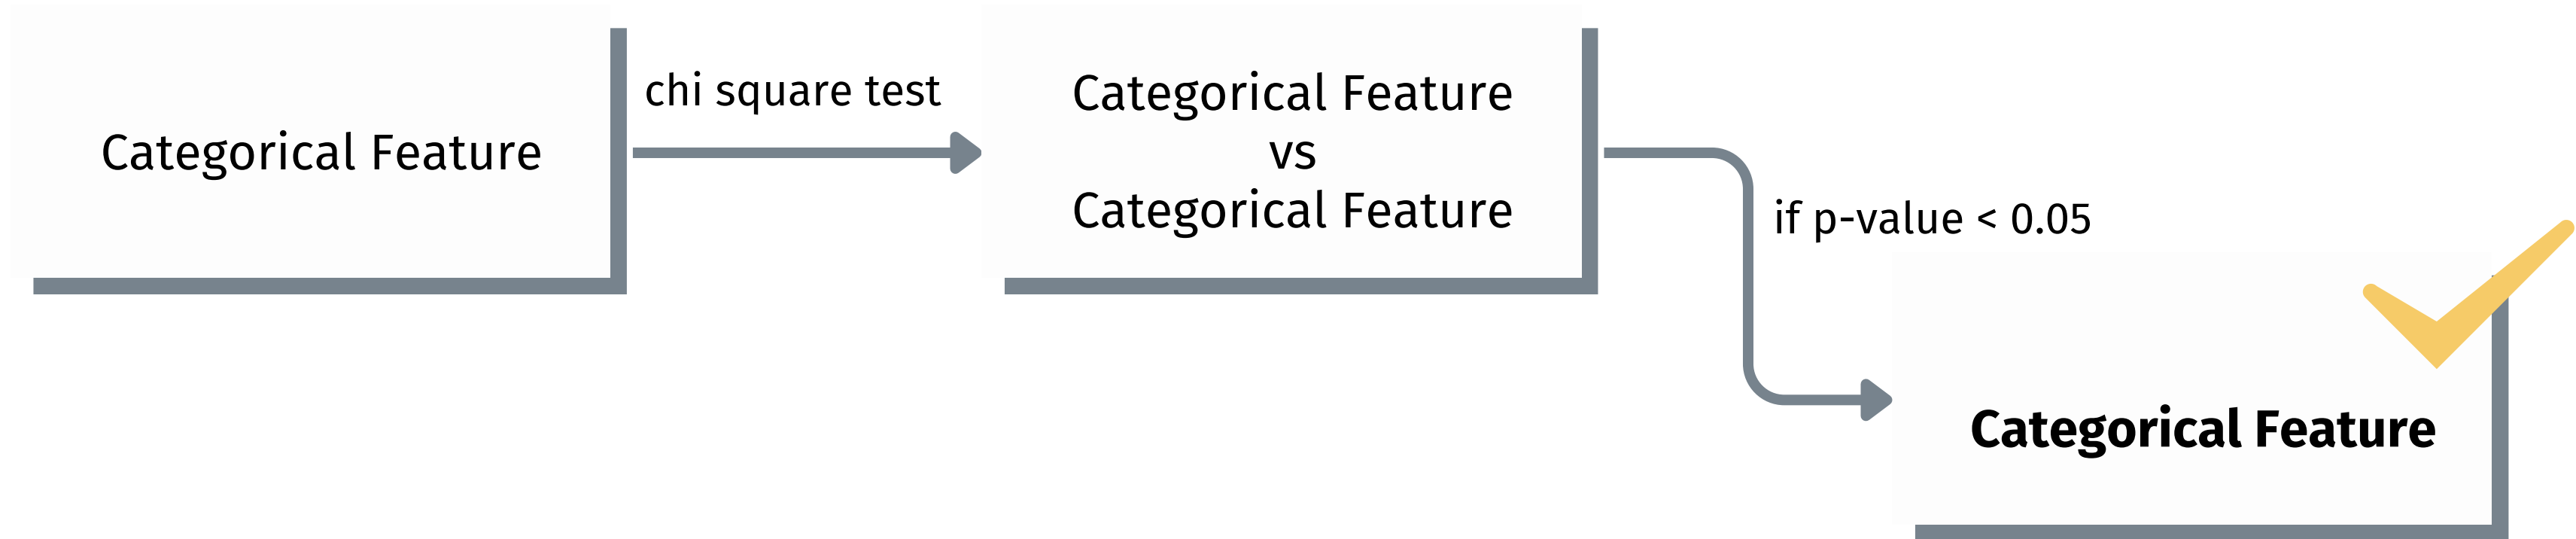 Categorical Feature
chi square test
Categorical Feature
vs
Categorical Feature
if p-value < 0.05
Categorical Feature